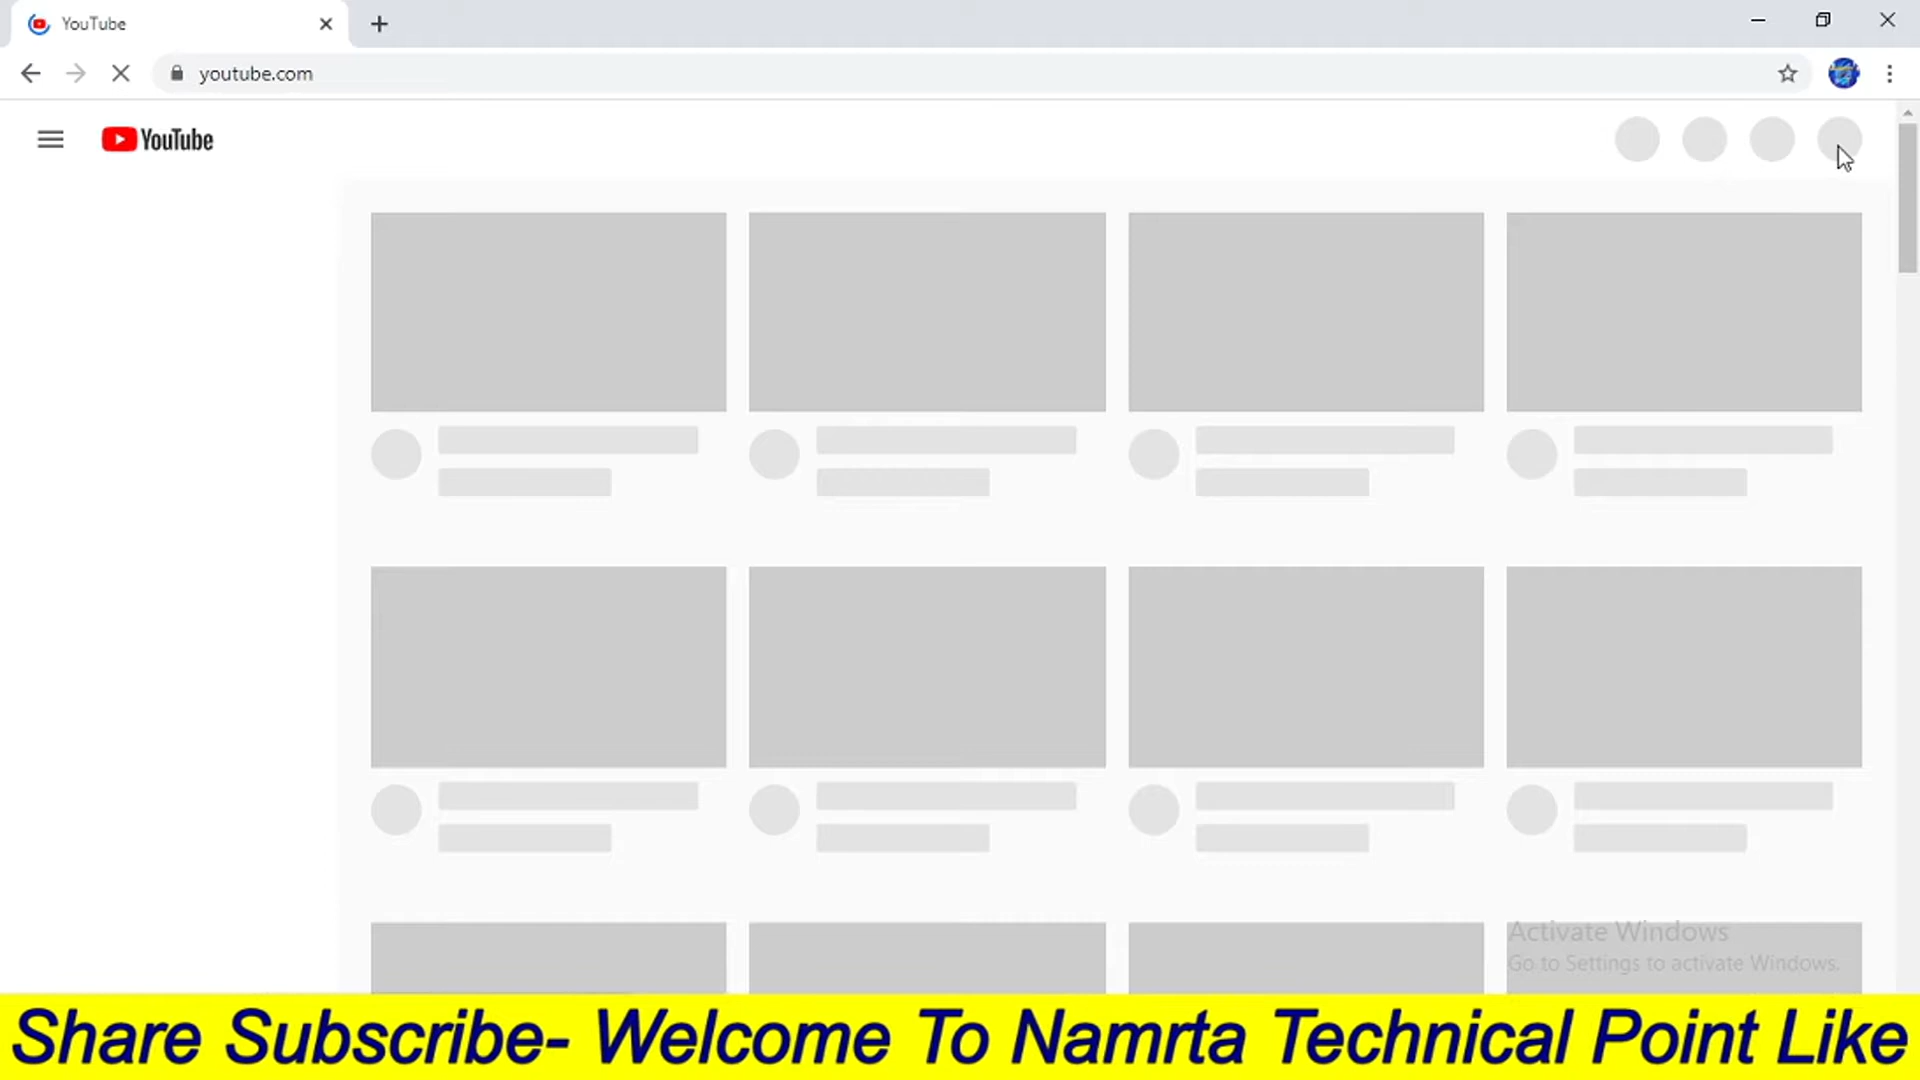 YouTube
youtube.com
YouTube
Activate Windows
Go to Settings to activate Windows.
Share Subscribe- Welcome To Namrta Technical Point Like